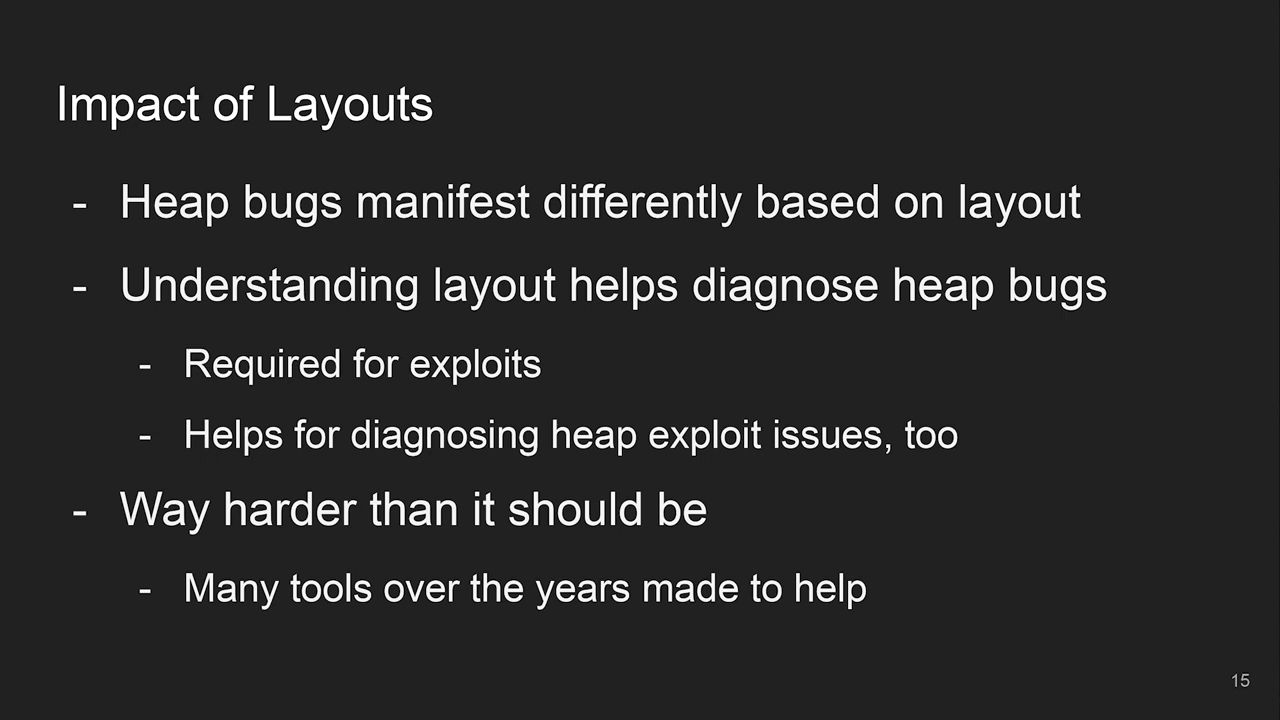 Impact of Layouts
- Heap bugs manifest differently based on layout
- Understanding layout helps diagnose heap bugs
- Required for exploits
- Helps for diagnosing heap exploit issues, too
- Way harder than it should be
- Many tools over the years made to help
15